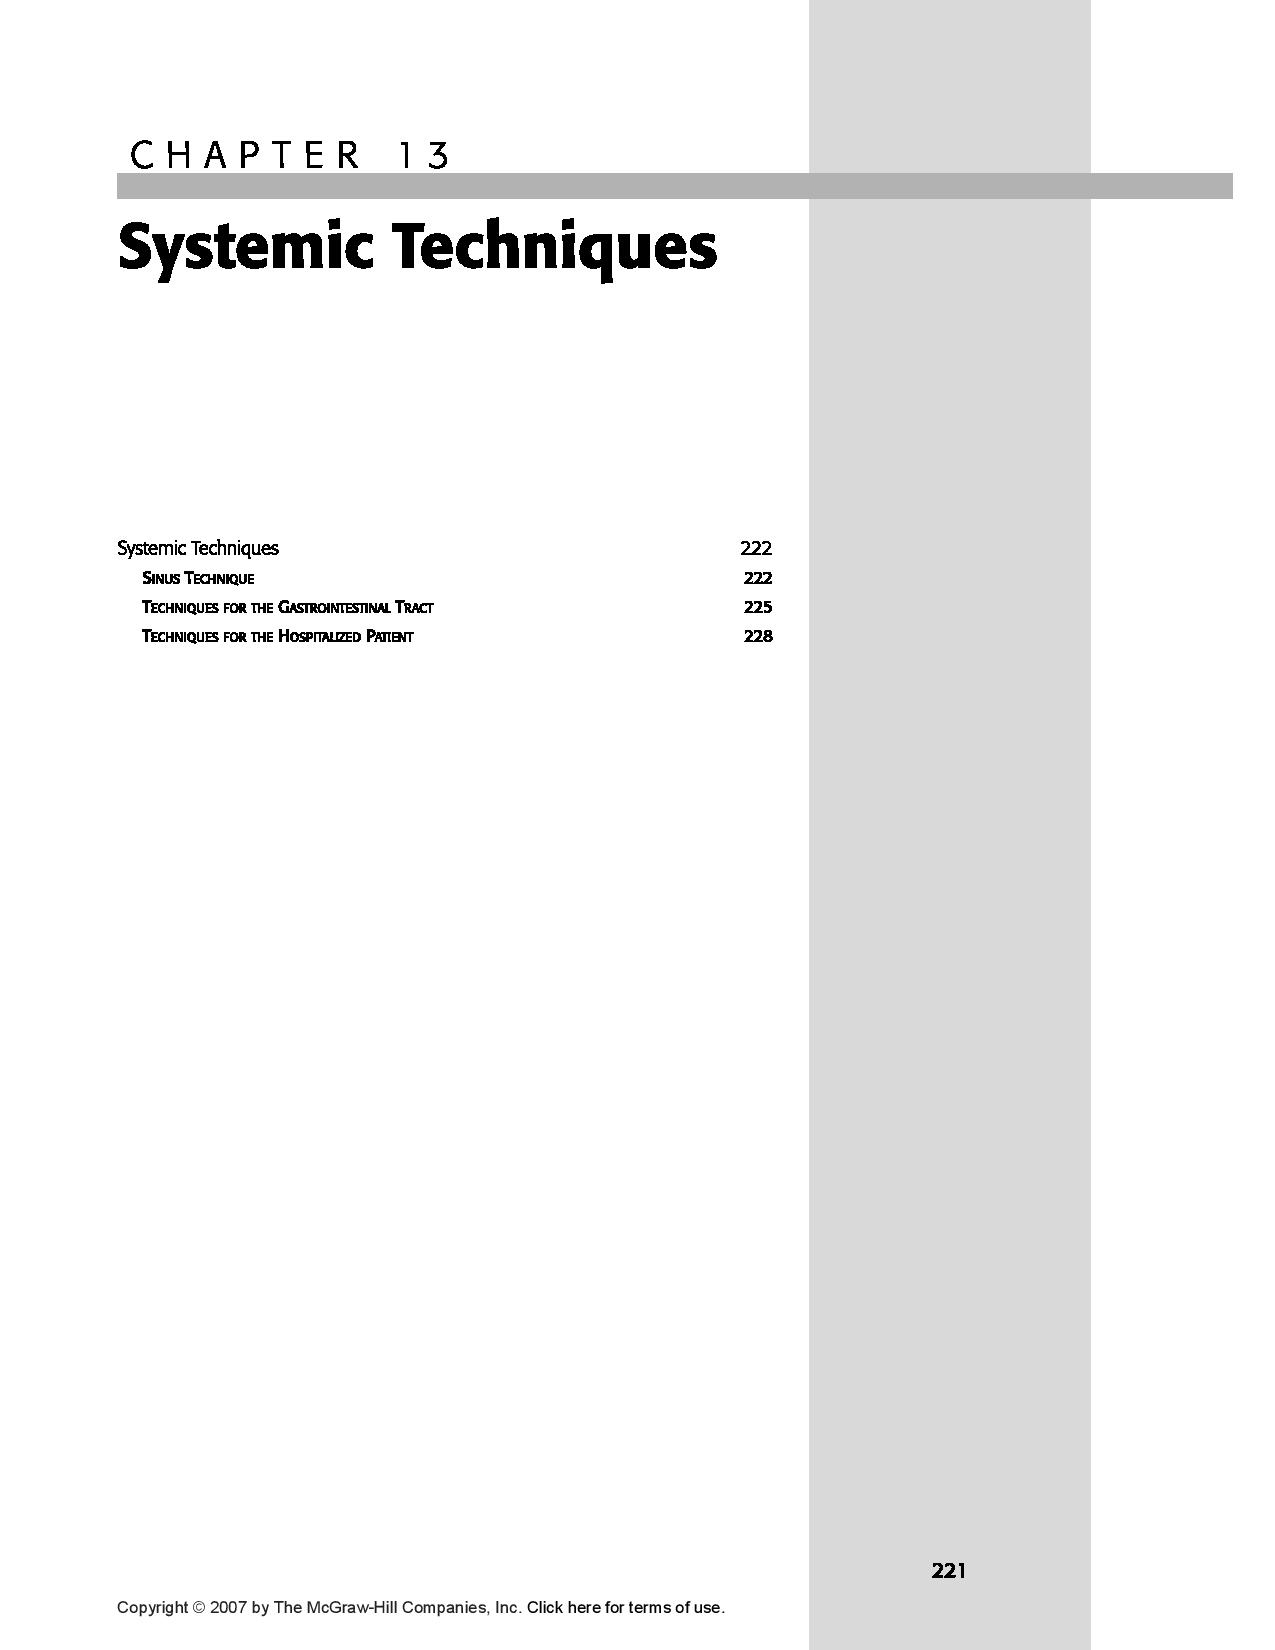 CHAPTER 13
Systemic Techniques
Systemic Techniques 222
SINUS TECHNIQUE 222
TECHNIQUES FOR THE GASTROINTESTINAL TRACT 225
TECHNIQUES FOR THE HOSPITALIZED PATIENT 228
221
Copyright © 2007 by The McGraw-Hill Companies, Inc. Click here for terms of use.